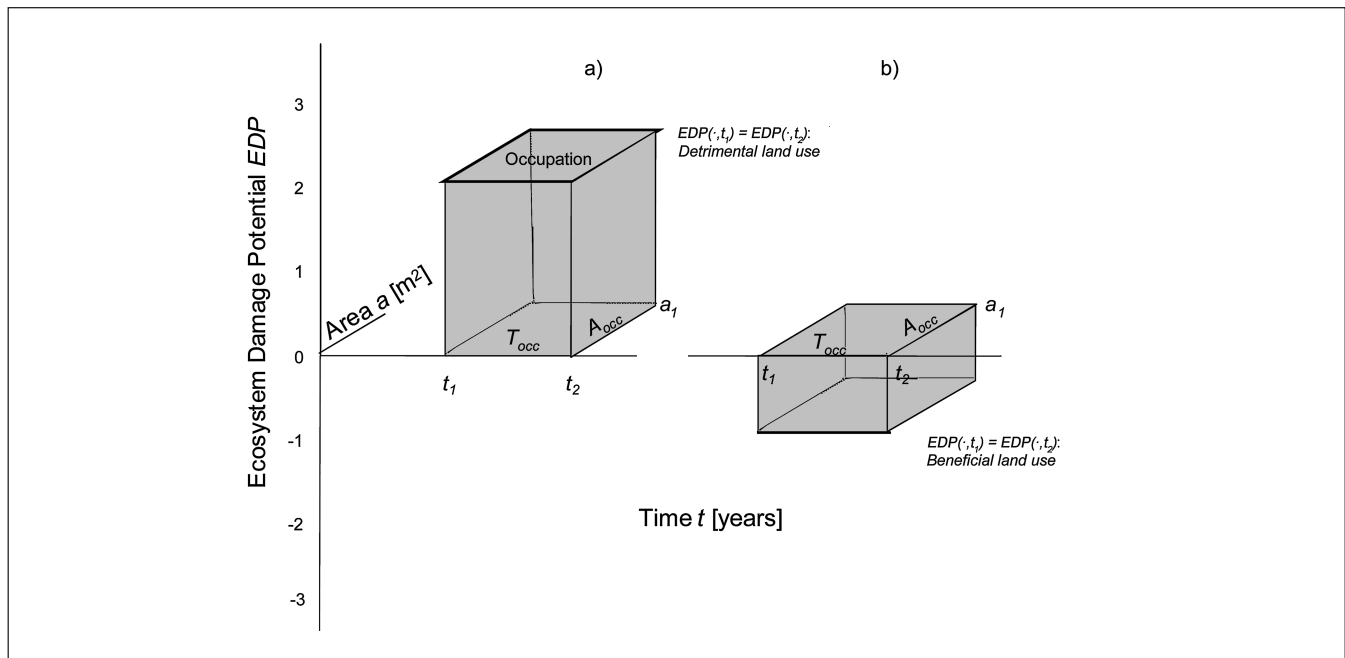 a)
b)
Ecosystem Damage Potential EDP
3
2
1
0
-1
-2
-3
Area a [m²]
Occupation
EDP(·,t₁) = EDP(·,t₂):
Detrimental land use
Tocc
Aocc
a₁
t₁
t₂
Tocc
Aocc
a₁
t₁
t₂
EDP(·,t₁) = EDP(·,t₂):
Beneficial land use
Time t [years]